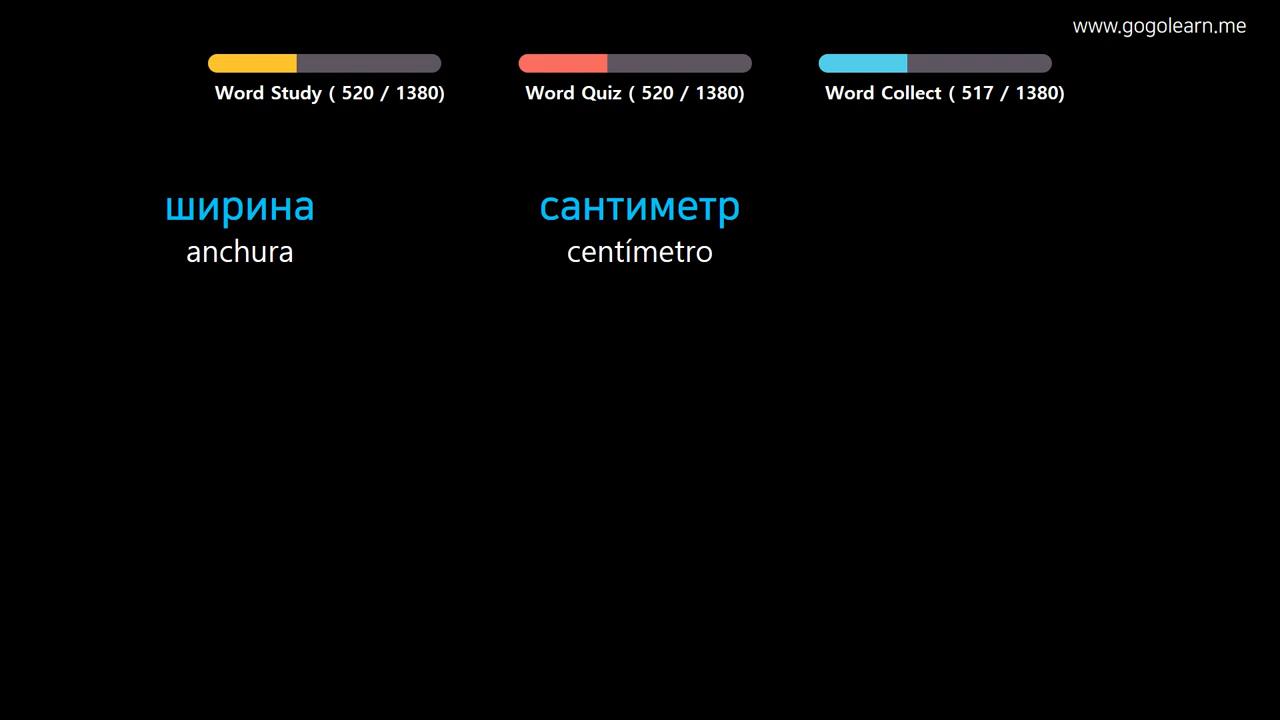 www.gogolearn.me
Word Study ( 520 / 1380)
Word Quiz ( 520 / 1380)
Word Collect ( 517 / 1380)
ширина
anchura
сантиметр
centímetro